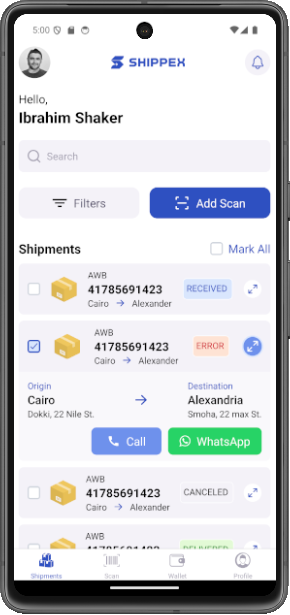 5:00
SHIPPEX
Hello,
Ibrahim Shaker
Search
Filters
Add Scan
Shipments
Mark All
AWB
41785691423
Cairo → Alexander
RECEIVED
AWB
41785691423
Cairo → Alexander
ERROR
Origin
Cairo
Dokki, 22 Nile St.
→
Destination
Alexandria
Smoha, 22 max St.
Call
WhatsApp
AWB
41785691423
Cairo → Alexander
CANCELED
AWB
41785691423
DELIVERED
Shipments
Scan
Wallet
Profile